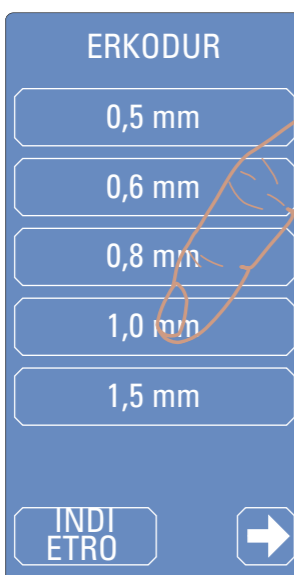 ERKODUR
0,5 mm
0,6 mm
0,8 mm
1,0 mm
1,5 mm
INDI
ETRO